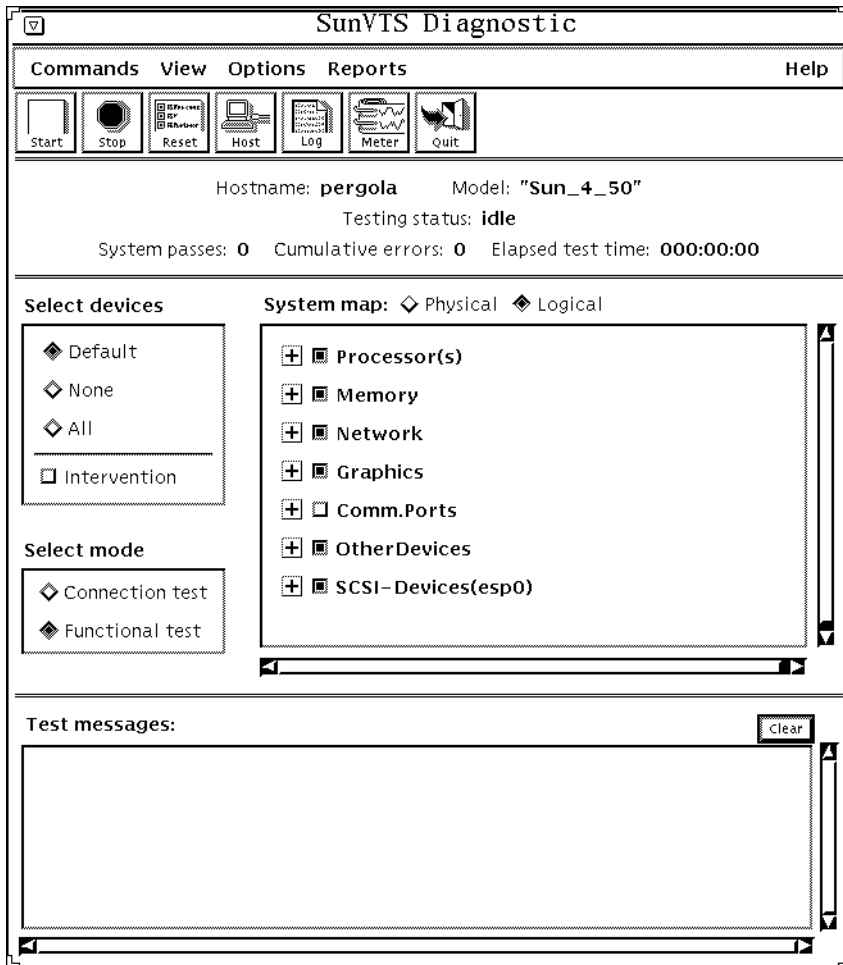 SunVTS Diagnostic
Commands View Options Reports Help
Start Stop Reset Host Log Meter Quit
Hostname: pergola Model: "Sun_4_50"
Testing status: idle
System passes: 0 Cumulative errors: 0 Elapsed test time: 000:00:00
Select devices
Default
None
All
Intervention
Select mode
Connection test
Functional test
System map: Physical Logical
Processor(s)
Memory
Network
Graphics
Comm.Ports
OtherDevices
SCSI-Devices(esp0)
Test messages:
Clear